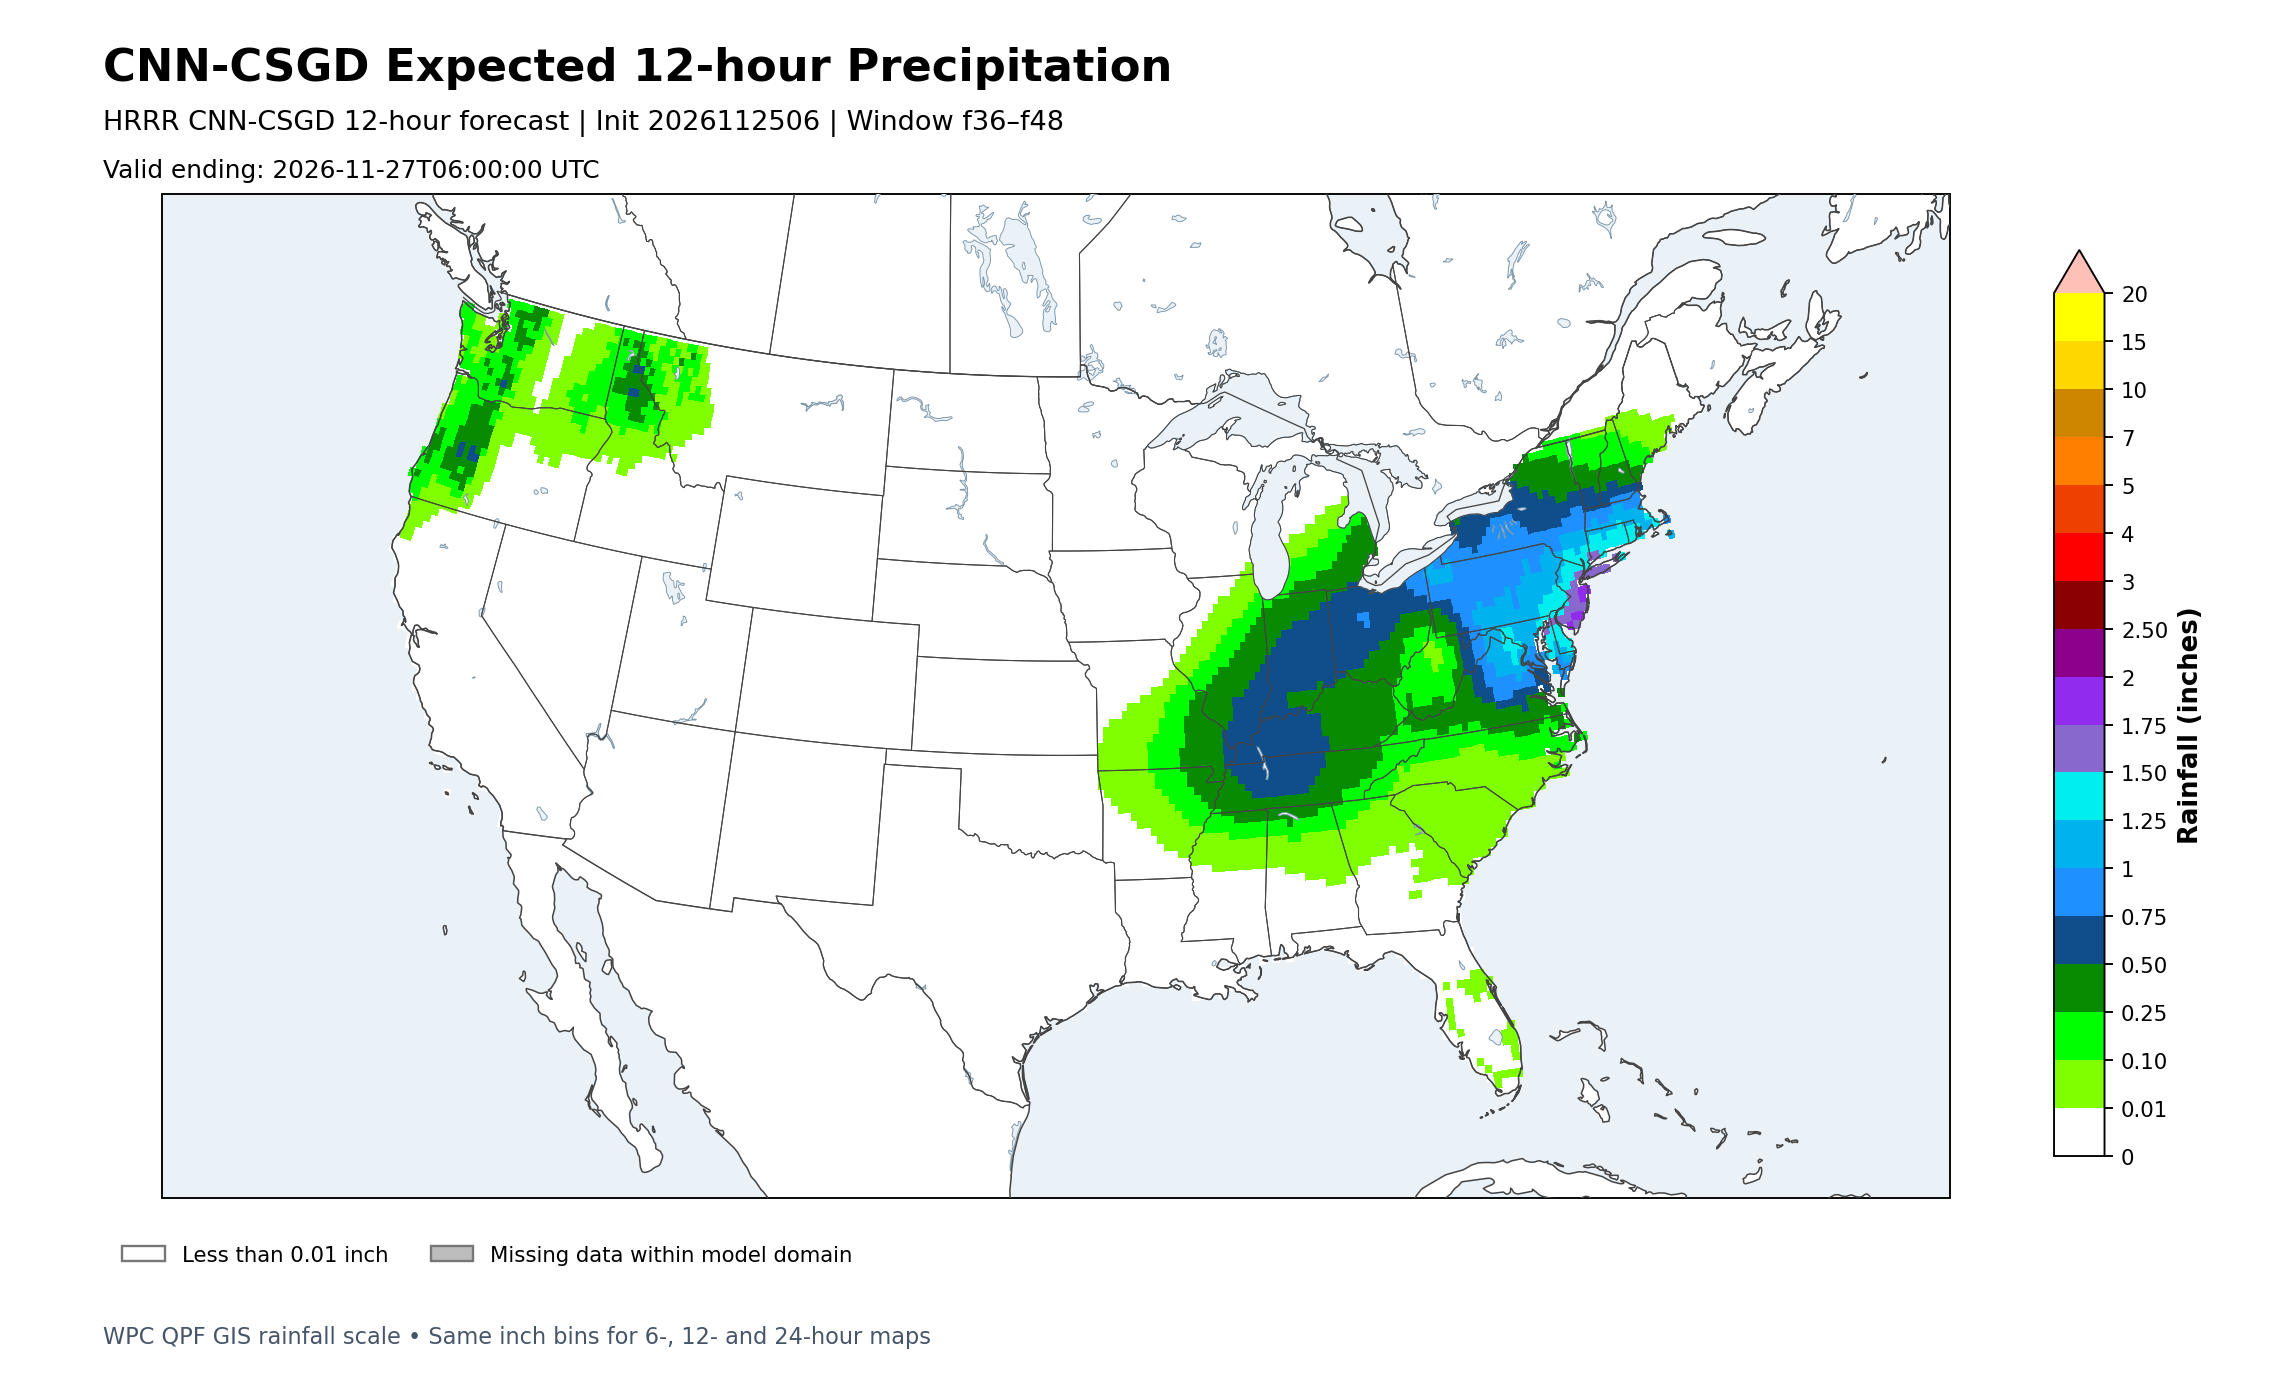 CNN-CSGD Expected 12-hour Precipitation
HRRR CNN-CSGD 12-hour forecast | Init 2026112506 | Window f36–f48
Valid ending: 2026-11-27T06:00:00 UTC
20
15
10
7
5
4
3
2.50
2
1.75
1.50
1.25
1
0.75
0.50
0.25
0.10
0.01
0
Rainfall (inches)
Less than 0.01 inch
Missing data within model domain
WPC QPF GIS rainfall scale • Same inch bins for 6-, 12- and 24-hour maps